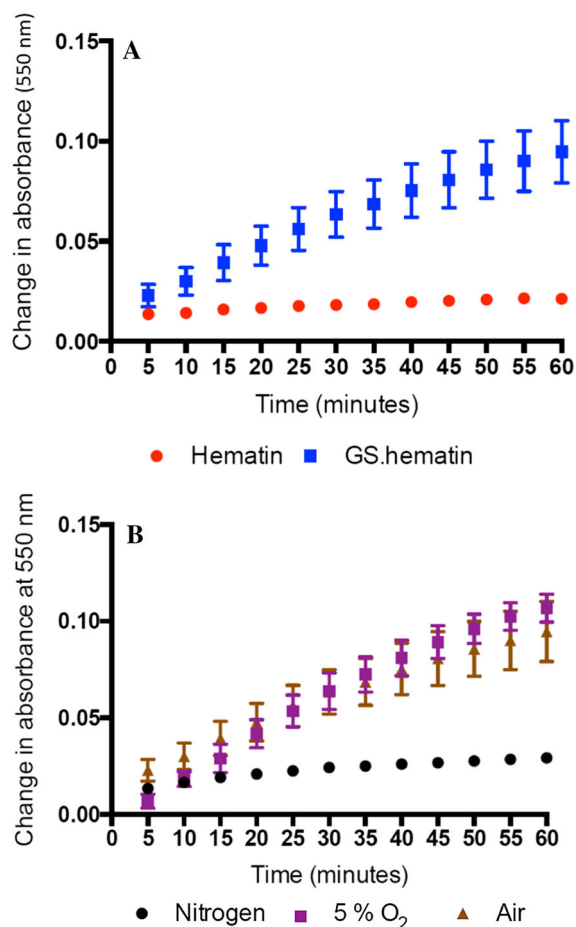 A
0.15
0.10
0.05
0.00
Change in absorbance (550 nm)
0 5 10 15 20 25 30 35 40 45 50 55 60
Time (minutes)
Hematin GS.hematin
B
0.15
0.10
0.05
0.00
Change in absorbance at 550 nm
0 5 10 15 20 25 30 35 40 45 50 55 60
Time (minutes)
Nitrogen 5 % O₂ Air